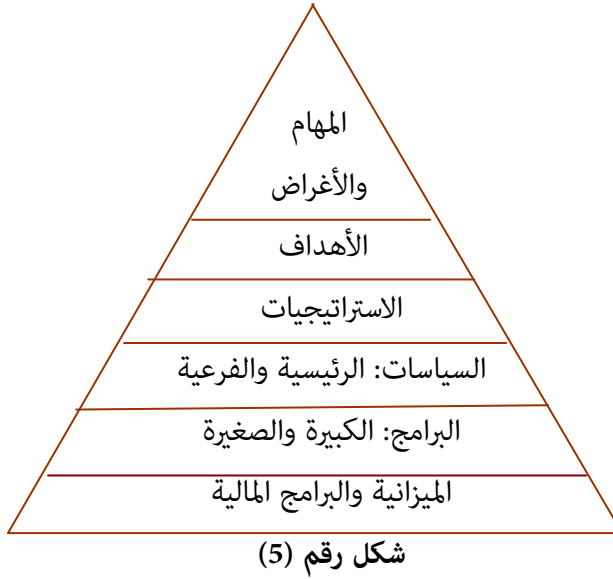 المهام
والأغراض
الأهداف
الاستراتيجيات
السياسات: الرئيسية والفرعية
البرامج: الكبيرة والصغيرة
الميزانية والبرامج المالية
شكل رقم (5)